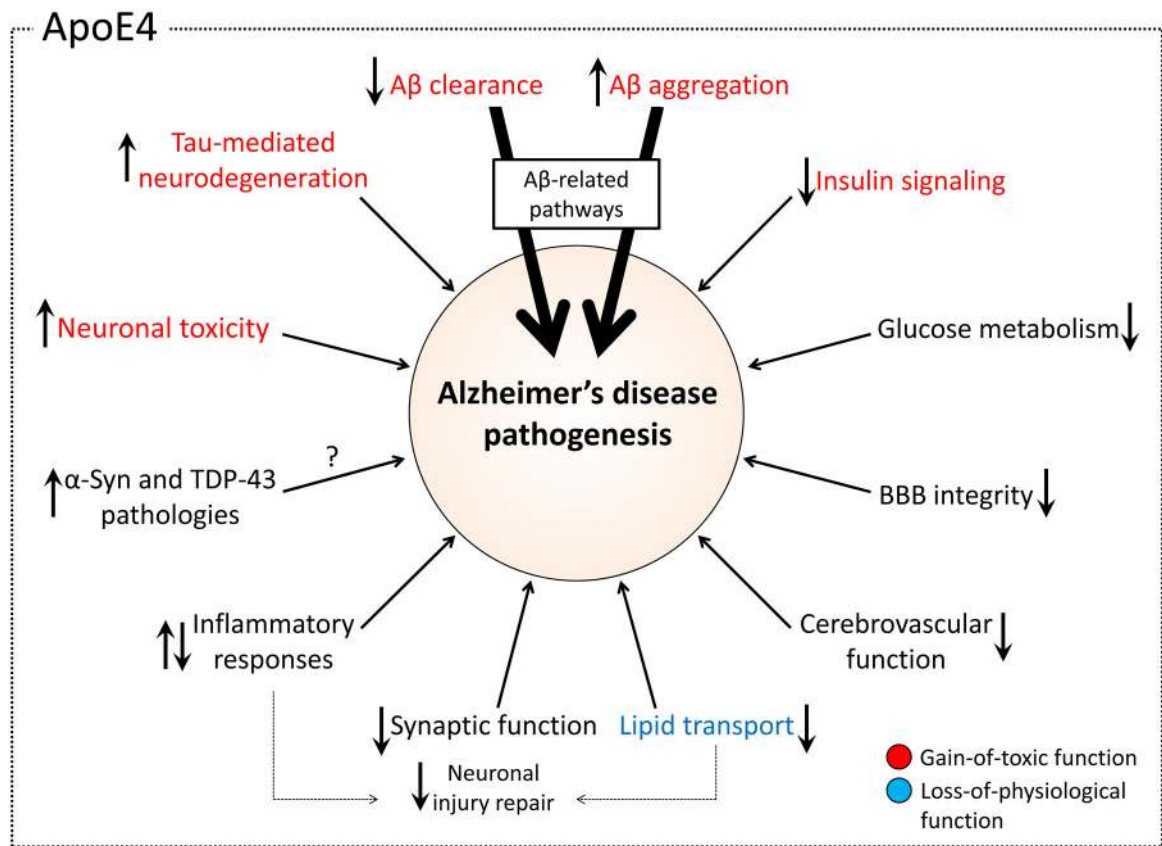 ApoE4
Aβ clearance
Aβ aggregation
Tau-mediated
neurodegeneration
Aβ-related
pathways
Insulin signaling
Neuronal toxicity
Glucose metabolism
Alzheimer's disease
pathogenesis
?
α-Syn and TDP-43
pathologies
BBB integrity
Inflammatory
responses
Cerebrovascular
function
Synaptic function
Lipid transport
Neuronal
injury repair
Gain-of-toxic function
Loss-of-physiological
function